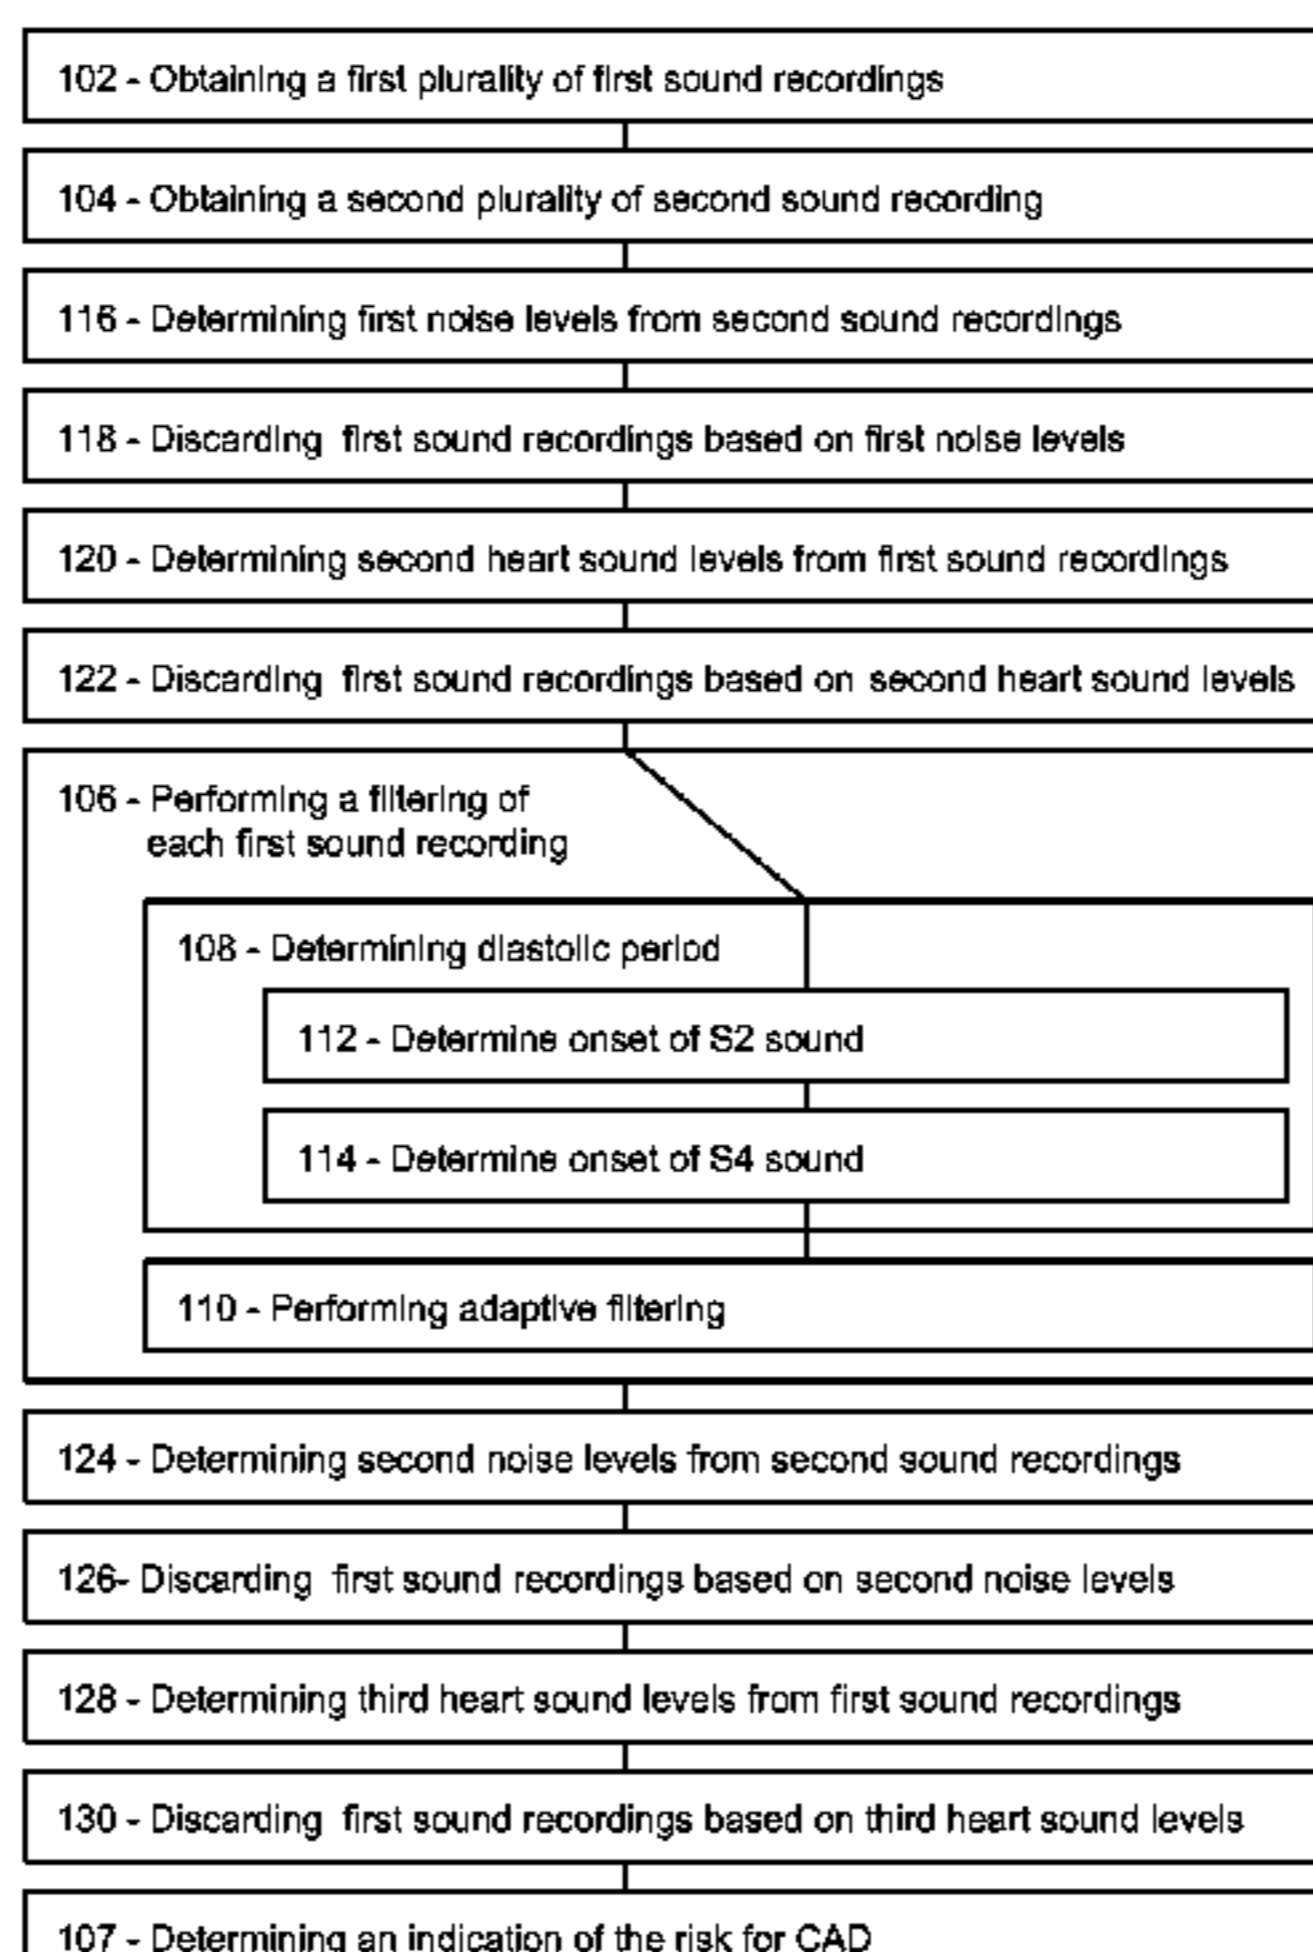 102 - Obtaining a first plurality of first sound recordings
104 - Obtaining a second plurality of second sound recording
116 - Determining first noise levels from second sound recordings
118 - Discarding first sound recordings based on first noise levels
120 - Determining second heart sound levels from first sound recordings
122 - Discarding first sound recordings based on second heart sound levels
106 - Performing a filtering of
each first sound recording
108 - Determining diastolic period
112 - Determine onset of S2 sound
114 - Determine onset of S4 sound
110 - Performing adaptive filtering
124 - Determining second noise levels from second sound recordings
126- Discarding first sound recordings based on second noise levels
128 - Determining third heart sound levels from first sound recordings
130 - Discarding first sound recordings based on third heart sound levels
107 - Determining an indication of the risk for CAD